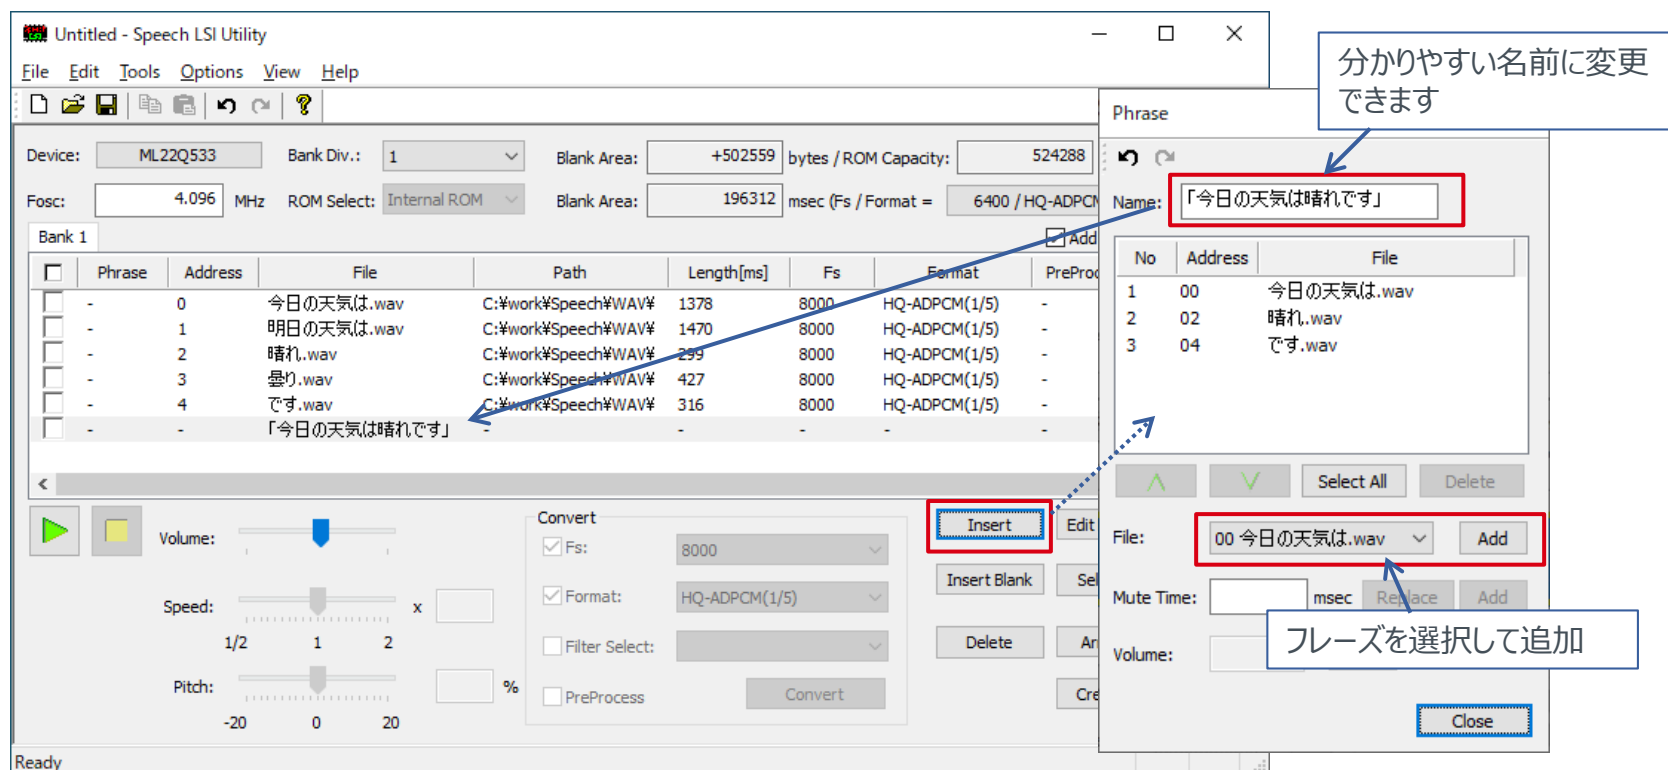 Untitled - Speech LSI Utility
File Edit Tools Options View Help
Device: ML22Q533 Bank Div.: 1 Blank Area: +502559 bytes / ROM Capacity: 524288
Fosc: 4.096 MHz ROM Select: Internal ROM Blank Area: 196312 msec (Fs / Format = 6400 / HQ-ADPCM
Bank 1 Add
Phrase Address File Path Length[ms] Fs Format PreProc
- 0 今日の天気は.wav C:¥work¥Speech¥WAV¥ 1378 8000 HQ-ADPCM(1/5) -
- 1 明日の天気は.wav C:¥work¥Speech¥WAV¥ 1470 8000 HQ-ADPCM(1/5) -
- 2 晴れ.wav C:¥work¥Speech¥WAV¥ 299 8000 HQ-ADPCM(1/5) -
- 3 曇り.wav C:¥work¥Speech¥WAV¥ 427 8000 HQ-ADPCM(1/5) -
- 4 です.wav C:¥work¥Speech¥WAV¥ 316 8000 HQ-ADPCM(1/5) -
- - 「今日の天気は晴れです」 - - - - -
Volume:
Speed: x
1/2 1 2
Pitch: %
-20 0 20
Convert
Fs: 8000
Format: HQ-ADPCM(1/5)
Filter Select:
PreProcess Convert
Insert Edit
Insert Blank Sel
Delete Ar
Cre
Ready
分かりやすい名前に変更
できます
Phrase
Name: 「今日の天気は晴れです」
No Address File
1 00 今日の天気は.wav
2 02 晴れ.wav
3 04 です.wav
Select All Delete
File: 00 今日の天気は.wav Add
Mute Time: msec Replace Add
フレーズを選択して追加
Volume:
Close